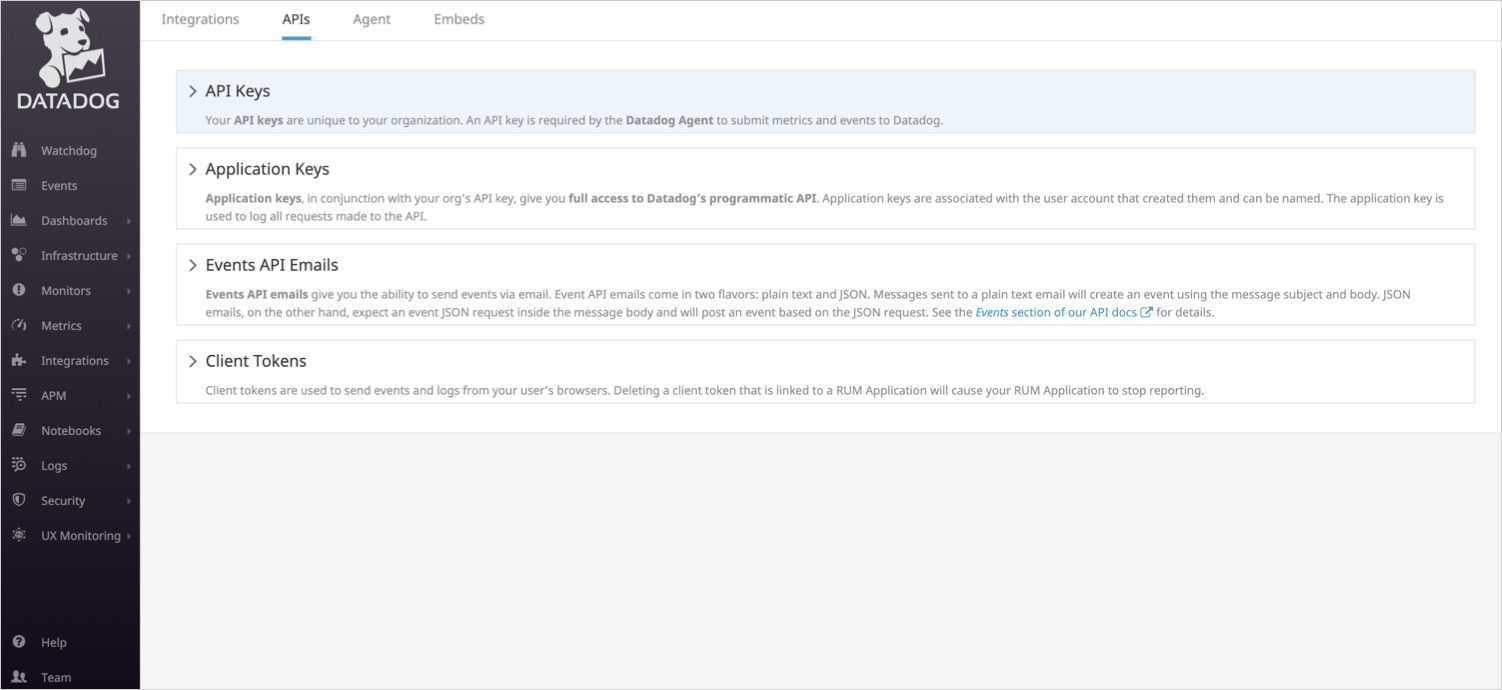 DATADOG
Watchdog
Events
Dashboards
Infrastructure
Monitors
Metrics
Integrations
APM
Notebooks
Logs
Security
UX Monitoring
Help
Team
Integrations APIs Agent Embeds
API Keys
Your API keys are unique to your organization. An API key is required by the Datadog Agent to submit metrics and events to Datadog.
Application Keys
Application keys, in conjunction with your org's API key, give you full access to Datadog's programmatic API. Application keys are associated with the user account that created them and can be named. The application key is
used to log all requests made to the API.
Events API Emails
Events API emails give you the ability to send events via email. Event API emails come in two flavors: plain text and JSON. Messages sent to a plain text email will create an event using the message subject and body. JSON
emails, on the other hand, expect an event JSON request inside the message body and will post an event based on the JSON request. See the Events section of our API docs for details.
Client Tokens
Client tokens are used to send events and logs from your user's browsers. Deleting a client token that is linked to a RUM Application will cause your RUM Application to stop reporting.